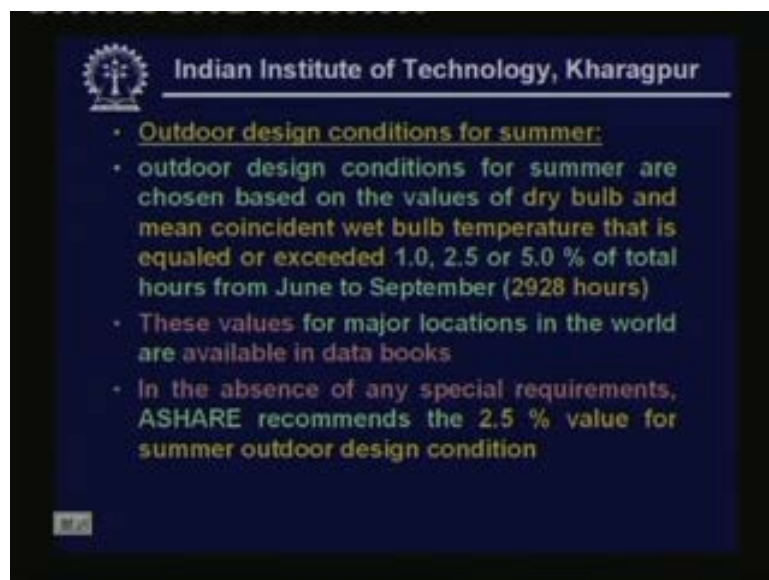 Indian Institute of Technology, Kharagpur
• Outdoor design conditions for summer:
• outdoor design conditions for summer are
chosen based on the values of dry bulb and
mean coincident wet bulb temperature that is
equaled or exceeded 1.0, 2.5 or 5.0 % of total
hours from June to September (2928 hours)
• These values for major locations in the world
are available in data books
• In the absence of any special requirements,
ASHARE recommends the 2.5 % value for
summer outdoor design condition